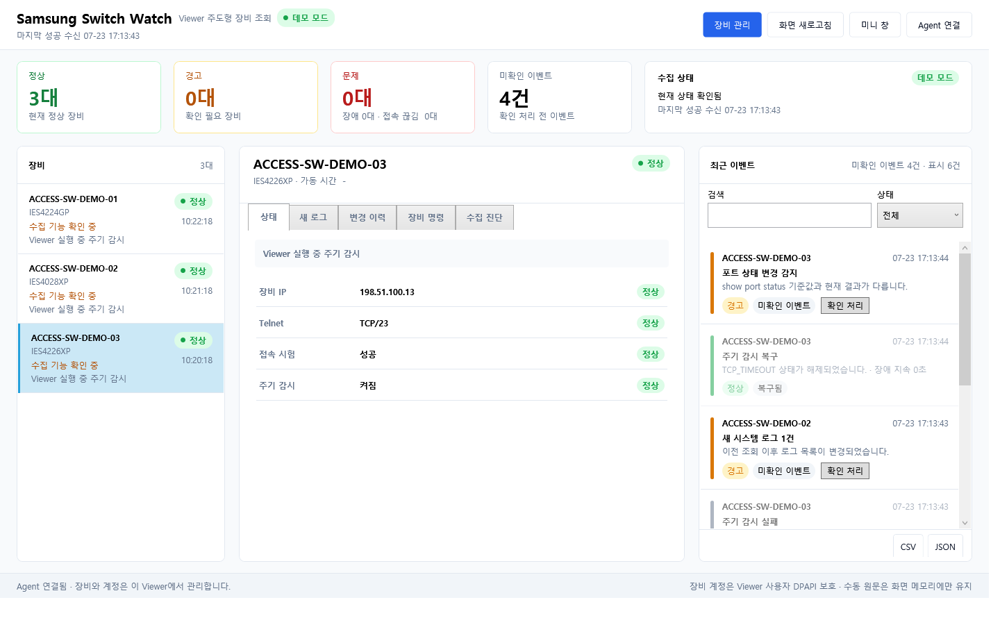 Samsung Switch Watch Viewer 주도형 장비 조회 ● 데모 모드
마지막 성공 수신 07-23 17:13:43
장비 관리 화면 새로고침 미니 창 Agent 연결
정상
3대
현재 정상 장비
경고
0대
확인 필요 장비
문제
0대
장애 0대 · 접속 끊김 0대
미확인 이벤트
4건
확인 처리 전 이벤트
수집 상태 데모 모드
현재 상태 확인됨
마지막 성공 수신 07-23 17:13:43
장비 3대
ACCESS-SW-DEMO-01 ● 정상
IES4224GP
10:22:18
수집 기능 확인 중
Viewer 실행 중 주기 감시
ACCESS-SW-DEMO-02 ● 정상
IES4028XP
10:21:18
수집 기능 확인 중
Viewer 실행 중 주기 감시
ACCESS-SW-DEMO-03 ● 정상
IES4226XP
10:20:18
수집 기능 확인 중
Viewer 실행 중 주기 감시
ACCESS-SW-DEMO-03 ● 정상
IES4226XP · 가동 시간 -
상태 새 로그 변경 이력 장비 명령 수집 진단
Viewer 실행 중 주기 감시
장비 IP 198.51.100.13 정상
Telnet TCP/23 정상
접속 시험 성공 정상
주기 감시 켜짐 정상
최근 이벤트 미확인 이벤트 4건 · 표시 6건
검색 상태
전체
ACCESS-SW-DEMO-03 07-23 17:13:44
포트 상태 변경 감지
show port status 기준값과 현재 결과가 다릅니다.
경고 미확인 이벤트 확인 처리
ACCESS-SW-DEMO-03 07-23 17:13:44
주기 감시 복구
TCP_TIMEOUT 상태가 해제되었습니다. · 장애 지속 0초
정상 복구됨
ACCESS-SW-DEMO-02 07-23 17:13:43
새 시스템 로그 1건
이전 조회 이후 로그 목록이 변경되었습니다.
경고 미확인 이벤트 확인 처리
ACCESS-SW-DEMO-03 07-23 17:13:43
주기 감시 실패
CSV JSON
Agent 연결됨 · 장비와 계정은 이 Viewer에서 관리합니다.
장비 계정은 Viewer 사용자 DPAPI 보호 · 수동 원문은 화면 메모리에만 유지